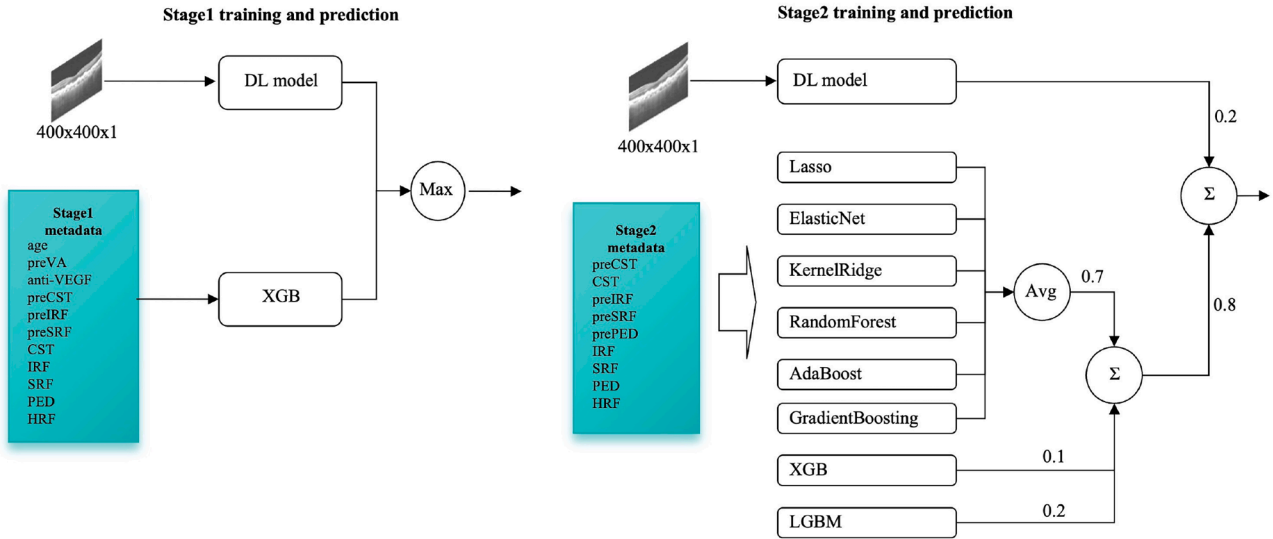 Stage1 training and prediction
DL model
400x400x1
Stage1
metadata
age
preVA
anti-VEGF
preCST
preIRF
preSRF
CST
IRF
SRF
PED
HRF
XGB
Max
Stage2 training and prediction
DL model
400x400x1
0.2
Σ
Stage2
metadata
preCST
CST
preIRF
preSRF
prePED
IRF
SRF
PED
HRF
Lasso
ElasticNet
KernelRidge
RandomForest
AdaBoost
GradientBoosting
XGB
LGBM
Avg
0.7
0.8
Σ
0.1
0.2